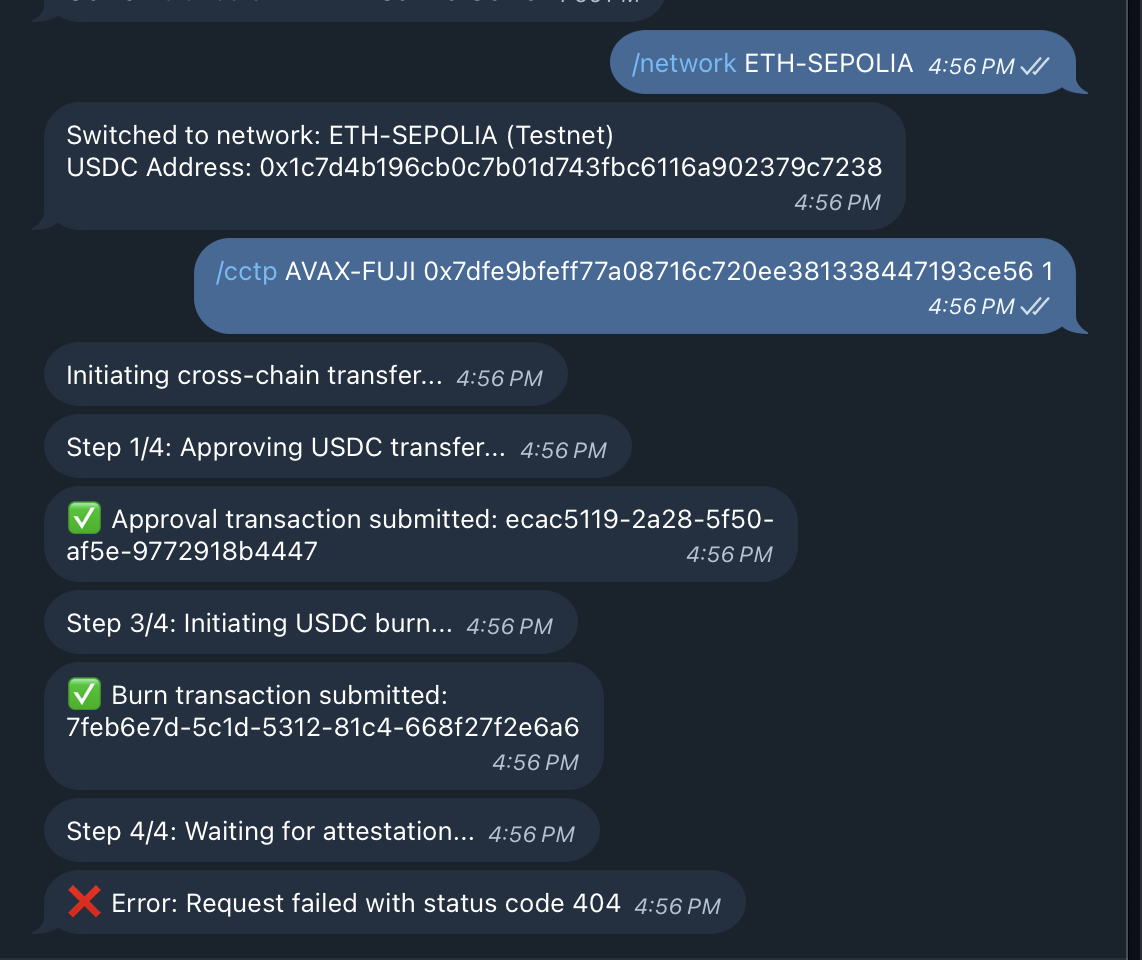 /network ETH-SEPOLIA 4:56 PM
Switched to network: ETH-SEPOLIA (Testnet)
USDC Address: 0x1c7d4b196cb0c7b01d743fbc6116a902379c7238
4:56 PM
/cctp AVAX-FUJI 0x7dfe9bfeff77a08716c720ee381338447193ce56 1
4:56 PM
Initiating cross-chain transfer... 4:56 PM
Step 1/4: Approving USDC transfer... 4:56 PM
✅ Approval transaction submitted: ecac5119-2a28-5f50-
af5e-9772918b4447 4:56 PM
Step 3/4: Initiating USDC burn... 4:56 PM
✅ Burn transaction submitted:
7feb6e7d-5c1d-5312-81c4-668f27f2e6a6
4:56 PM
Step 4/4: Waiting for attestation... 4:56 PM
❌ Error: Request failed with status code 404 4:56 PM